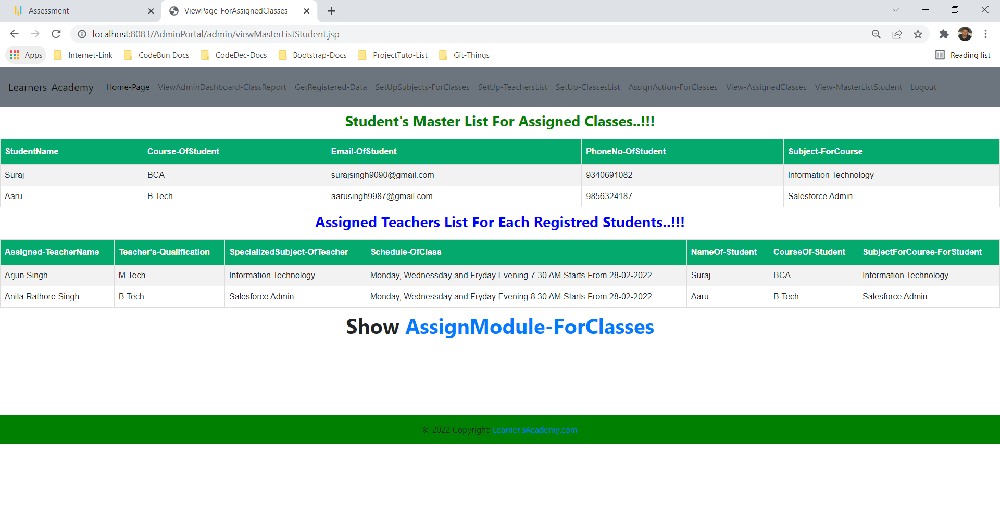 Assessment ViewPage-ForAssignedClasses
localhost:8083/AdminPortal/admin/viewMasterListStudent.jsp
Apps Internet-Link CodeBun Docs CodeDec-Docs Bootstrap-Docs ProjectTuto-List Git-Things Reading list
Learners-Academy Home-Page ViewAdminDashboard-ClassReport GetRegistered-Data SetUpSubjects-ForClasses SetUp-TeachersList SetUp-ClassesList AssignAction-ForClasses View-AssignedClasses View-MasterListStudent Logout
Student's Master List For Assigned Classes..!!!
StudentName Course-OfStudent Email-OfStudent PhoneNo-OfStudent Subject-ForCourse
Suraj BCA surajsingh9090@gmail.com 9340691082 Information Technology
Aaru B.Tech aarusingh9987@gmail.com 9856324187 Salesforce Admin
Assigned Teachers List For Each Registred Students..!!!
Assigned-TeacherName Teacher's-Qualification SpecializedSubject-OfTeacher Schedule-OfClass NameOf-Student CourseOf-Student SubjectForCourse-ForStudent
Arjun Singh M.Tech Information Technology Monday, Wednessday and Fryday Evening 7.30 AM Starts From 28-02-2022 Suraj BCA Information Technology
Anita Rathore Singh B.Tech Salesforce Admin Monday, Wednessday and Fryday Evening 8.30 AM Starts From 28-02-2022 Aaru B.Tech Salesforce Admin
Show AssignModule-ForClasses
© 2022 Copyright: Learner'sAcademy.com